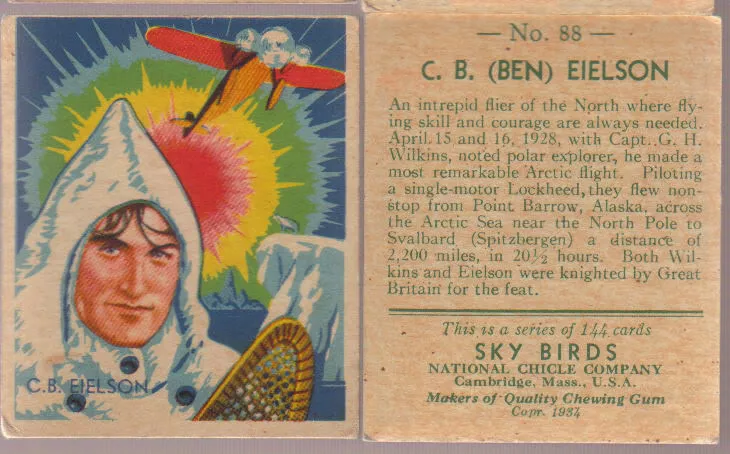 C.B. EIELSON
— No. 88 —
C. B. (BEN) EIELSON
An intrepid flier of the North where fly-
ing skill and courage are always needed.
April 15 and 16, 1928, with Capt. G. H.
Wilkins, noted polar explorer, he made a
most remarkable Arctic flight. Piloting
a single-motor Lockheed, they flew non-
stop from Point Barrow, Alaska, across
the Arctic Sea near the North Pole to
Svalbard (Spitzbergen) a distance of
2,200 miles, in 20½ hours. Both Wil-
kins and Eielson were knighted by Great
Britain for the feat.
This is a series of 144 cards
SKY BIRDS
NATIONAL CHICLE COMPANY
Cambridge, Mass., U.S.A.
Makers of Quality Chewing Gum
Copr. 1934